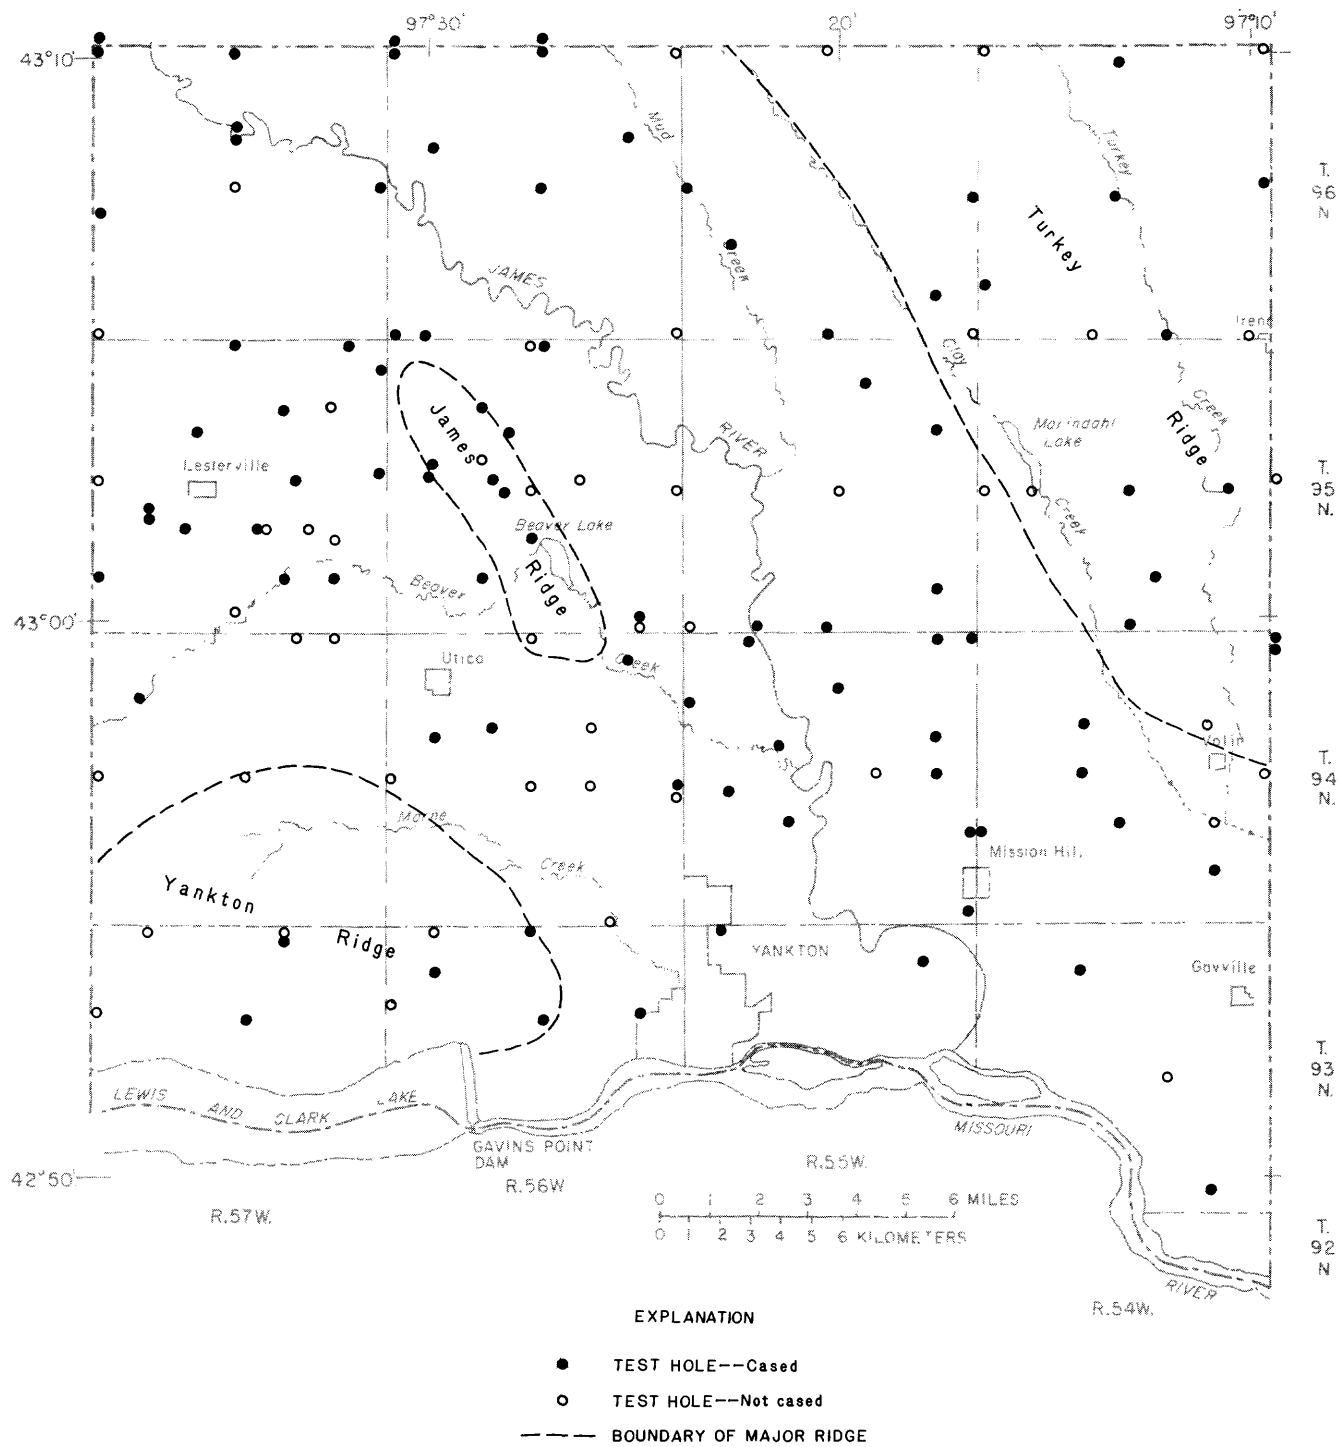 97°30' 20' 97°10'
43°10'
Mud
Creek
Turkey
T.
96
N
Turkey
JAMES
RIVER
Clay
Creek
James
Ridge
Marindahl
Lake
Creek
Ridge
T.
95
N.
Lesterville
Beaver Lake
Beaver
Creek
43°00'
Utica
Volin
T.
94
N.
Marne
Creek
Mission Hil.
Yankton
Ridge
YANKTON
Gayville
T.
93
N.
LEWIS AND CLARK LAKE
GAVINS POINT
DAM
MISSOURI
RIVER
42°50'
R.57W.
R.56W
R.55W.
R.54W.
T.
92
N
0 1 2 3 4 5 6 MILES
0 1 2 3 4 5 6 KILOMETERS
EXPLANATION
TEST HOLE--Cased
TEST HOLE--Not cased
BOUNDARY OF MAJOR RIDGE